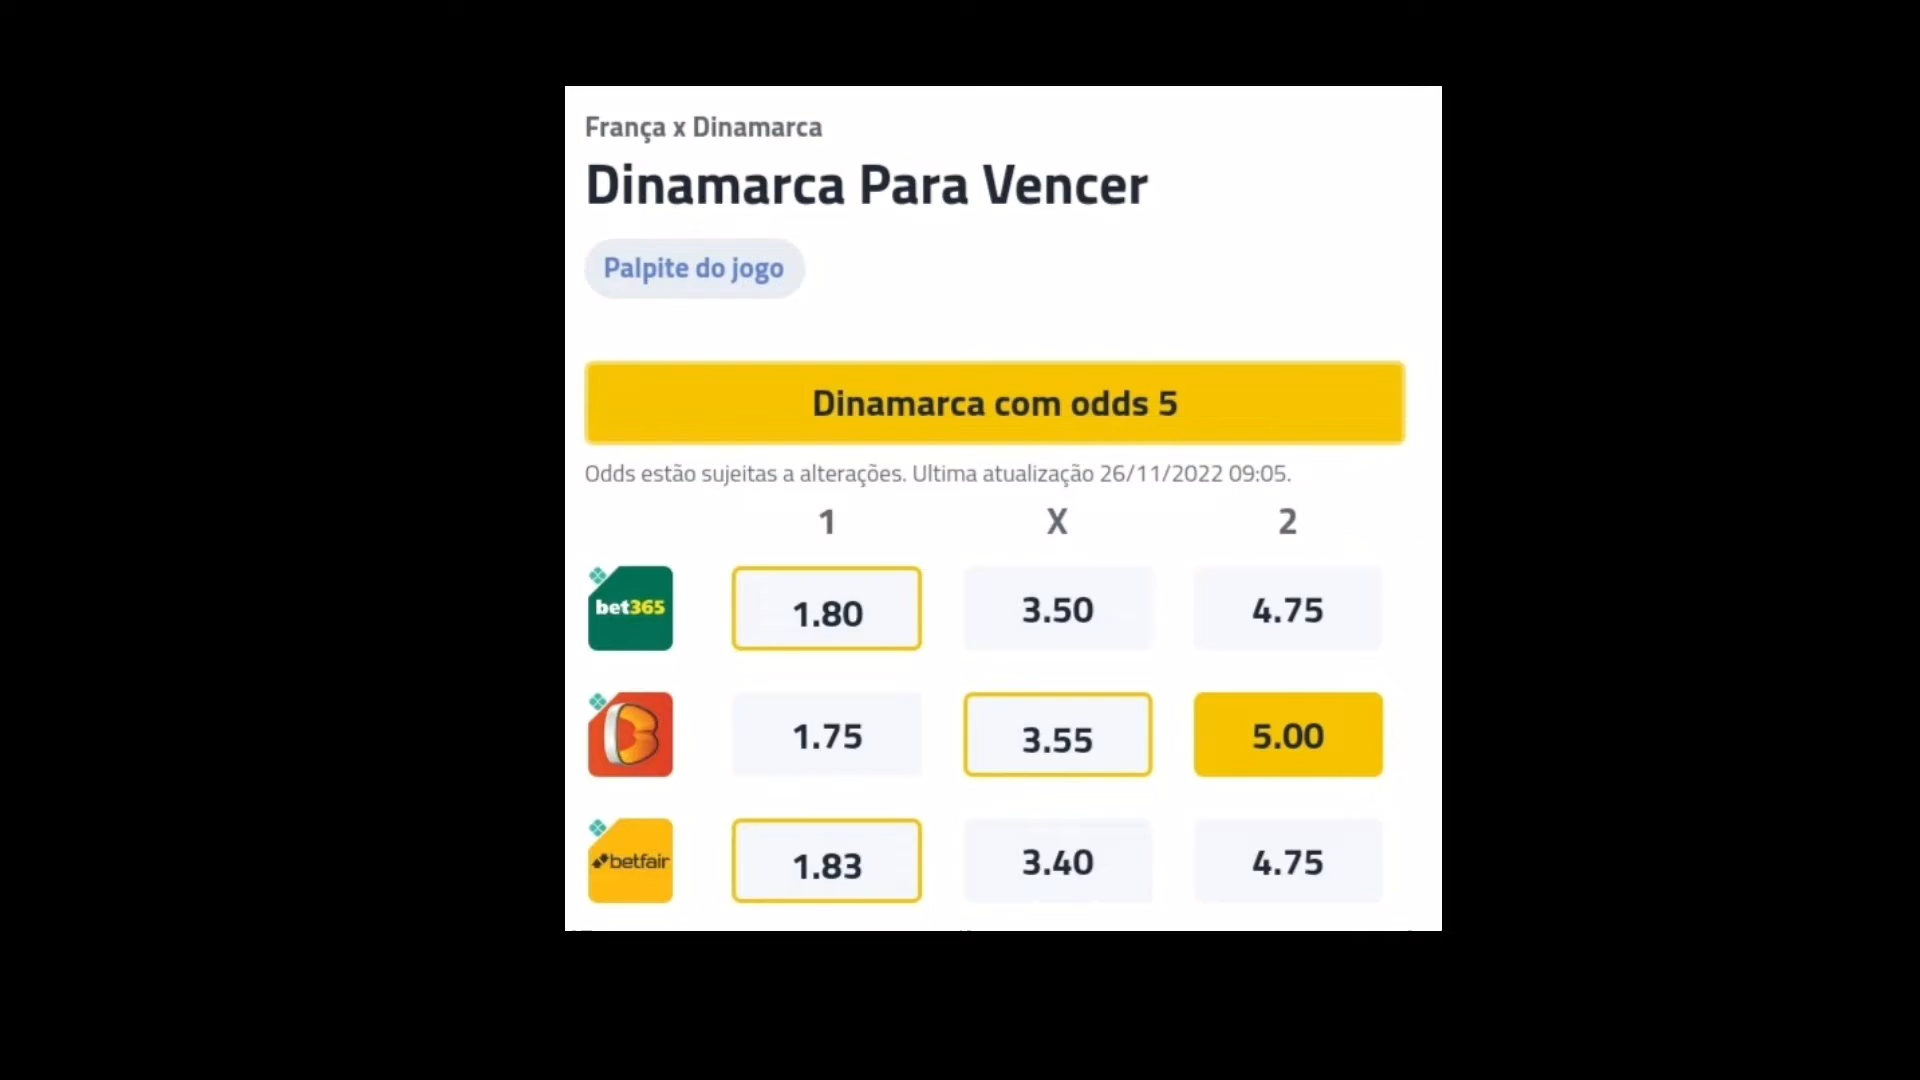 França x Dinamarca
Dinamarca Para Vencer
Palpite do jogo
Dinamarca com odds 5
Odds estão sujeitas a alterações. Ultima atualização 26/11/2022 09:05.
1 X 2
bet365 1.80 3.50 4.75
B 1.75 3.55 5.00
betfair 1.83 3.40 4.75